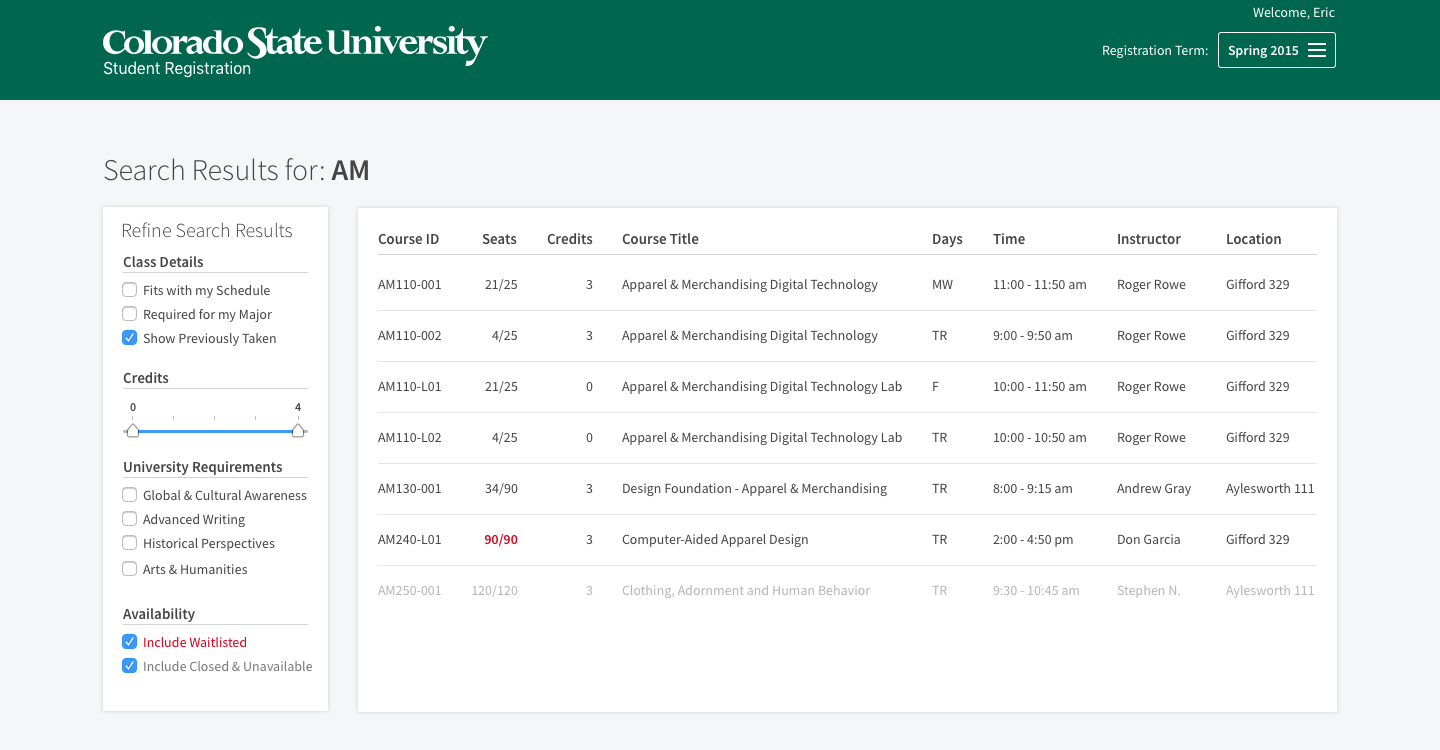 Welcome, Eric
Colorado State University
Student Registration
Registration Term: Spring 2015
Search Results for: AM
Refine Search Results
Class Details
Fits with my Schedule
Required for my Major
Show Previously Taken
Credits
0 4
University Requirements
Global & Cultural Awareness
Advanced Writing
Historical Perspectives
Arts & Humanities
Availability
Include Waitlisted
Include Closed & Unavailable
Course ID Seats Credits Course Title Days Time Instructor Location
AM110-001 21/25 3 Apparel & Merchandising Digital Technology MW 11:00 - 11:50 am Roger Rowe Gifford 329
AM110-002 4/25 3 Apparel & Merchandising Digital Technology TR 9:00 - 9:50 am Roger Rowe Gifford 329
AM110-L01 21/25 0 Apparel & Merchandising Digital Technology Lab F 10:00 - 11:50 am Roger Rowe Gifford 329
AM110-L02 4/25 0 Apparel & Merchandising Digital Technology Lab TR 10:00 - 10:50 am Roger Rowe Gifford 329
AM130-001 34/90 3 Design Foundation - Apparel & Merchandising TR 8:00 - 9:15 am Andrew Gray Aylesworth 111
AM240-L01 90/90 3 Computer-Aided Apparel Design TR 2:00 - 4:50 pm Don Garcia Gifford 329
AM250-001 120/120 3 Clothing, Adornment and Human Behavior TR 9:30 - 10:45 am Stephen N. Aylesworth 111